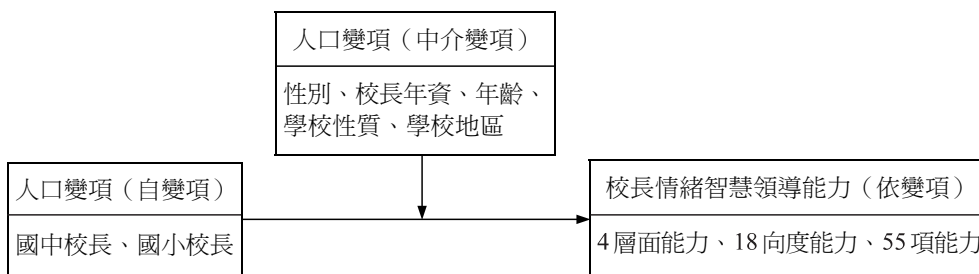 人口變項（中介變項）
性別、校長年資、年齡、
學校性質、學校地區
人口變項（自變項）
國中校長、國小校長
校長情緒智慧領導能力（依變項）
4層面能力、18向度能力、55項能力